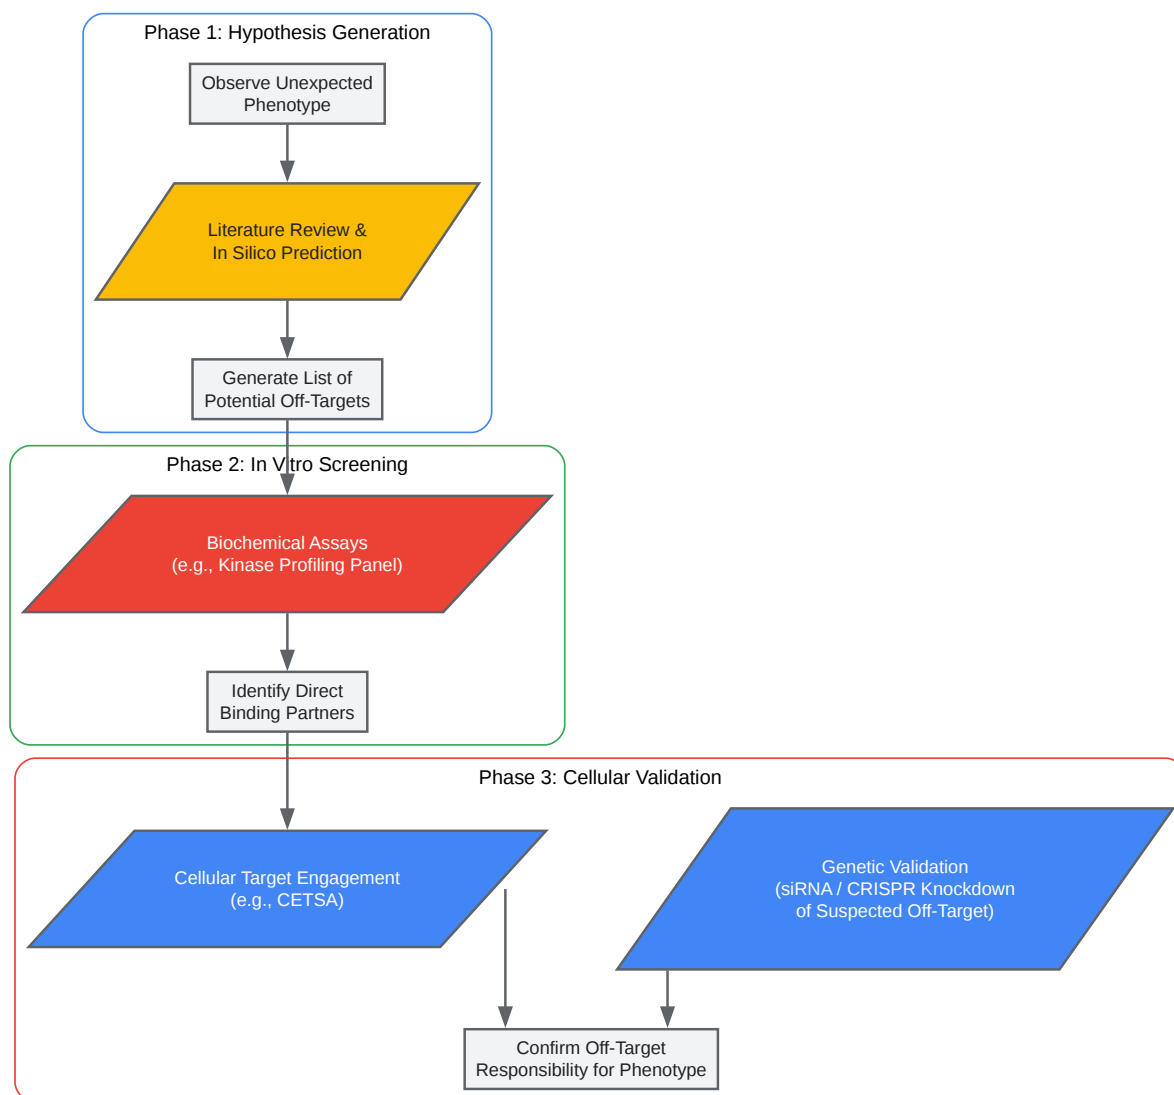 Phase 1: Hypothesis Generation
Observe Unexpected
Phenotype
Literature Review &
In Silico Prediction
Generate List of
Potential Off-Targets
Phase 2: In Vitro Screening
Biochemical Assays
(e.g., Kinase Profiling Panel)
Identify Direct
Binding Partners
Phase 3: Cellular Validation
Cellular Target Engagement
(e.g., CETSA)
Genetic Validation
(siRNA / CRISPR Knockdown
of Suspected Off-Target)
Confirm Off-Target
Responsibility for Phenotype